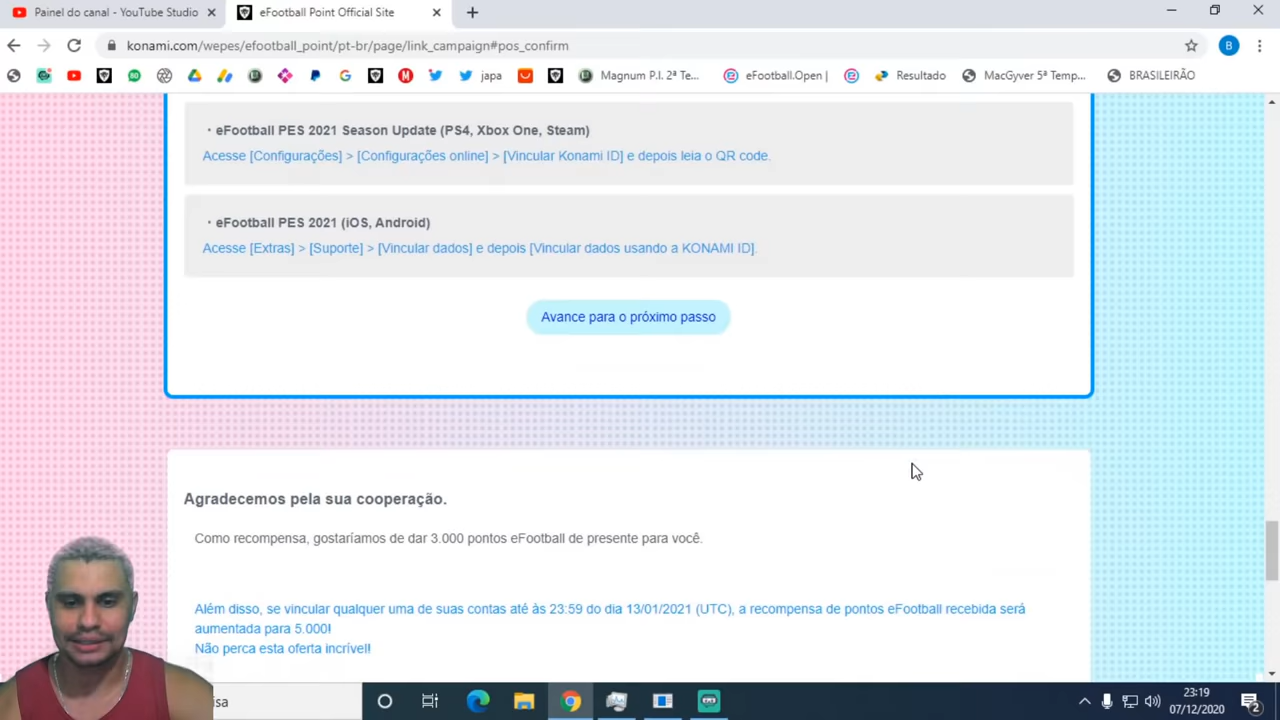 Painel do canal - YouTube Studio
eFootball Point Official Site
konami.com/wepes/efootball_point/pt-br/page/link_campaign#pos_confirm
B
japa
Magnum P.I. 2ª Te...
eFootball.Open |
Resultado
MacGyver 5ª Temp...
BRASILEIRÃO
・eFootball PES 2021 Season Update (PS4, Xbox One, Steam)
Acesse [Configurações] > [Configurações online] > [Vincular Konami ID] e depois leia o QR code.
・eFootball PES 2021 (iOS, Android)
Acesse [Extras] > [Suporte] > [Vincular dados] e depois [Vincular dados usando a KONAMI ID].
Avance para o próximo passo
Agradecemos pela sua cooperação.
Como recompensa, gostaríamos de dar 3.000 pontos eFootball de presente para você.
Além disso, se vincular qualquer uma de suas contas até às 23:59 do dia 13/01/2021 (UTC), a recompensa de pontos eFootball recebida será
aumentada para 5.000!
Não perca esta oferta incrível!
isa
23:19
07/12/2020
2